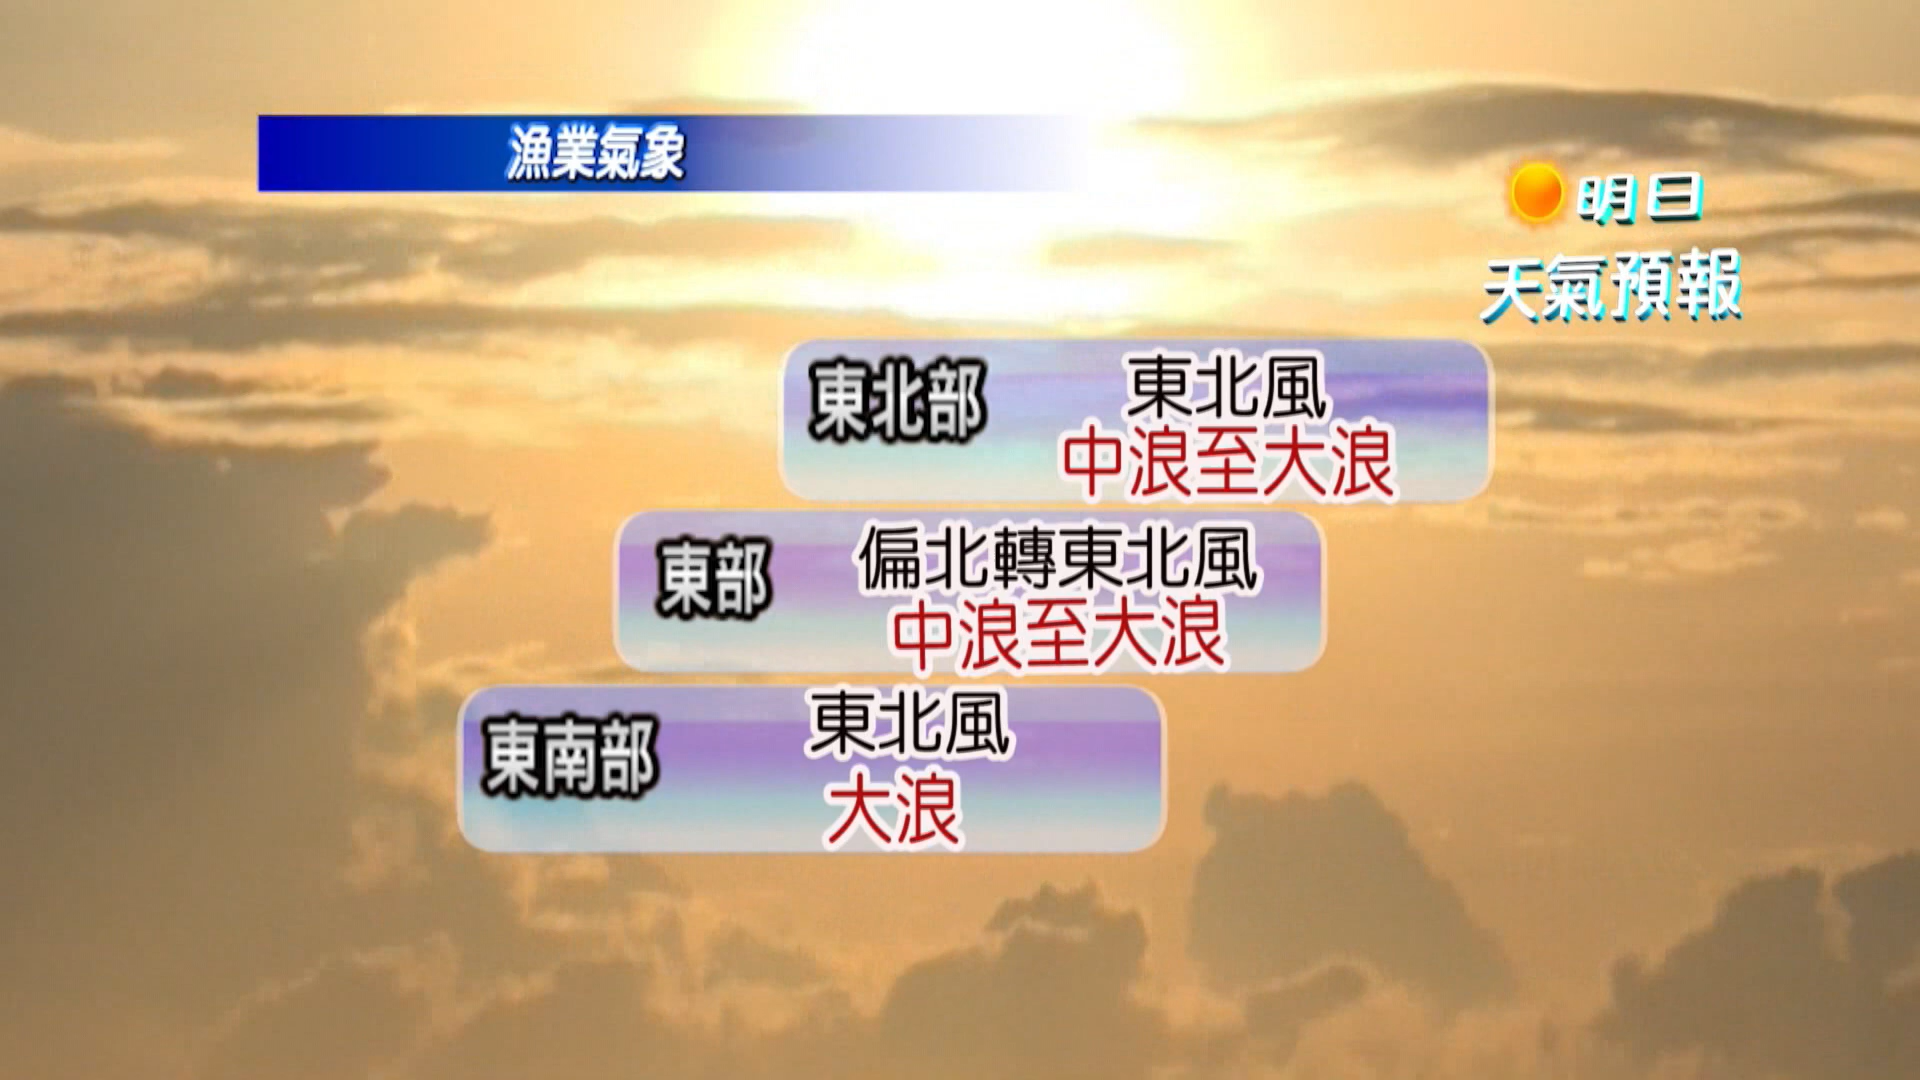 漁業氣象
明日
天氣預報
東北部
東北風
中浪至大浪
東部
偏北轉東北風
中浪至大浪
東南部
東北風
大浪